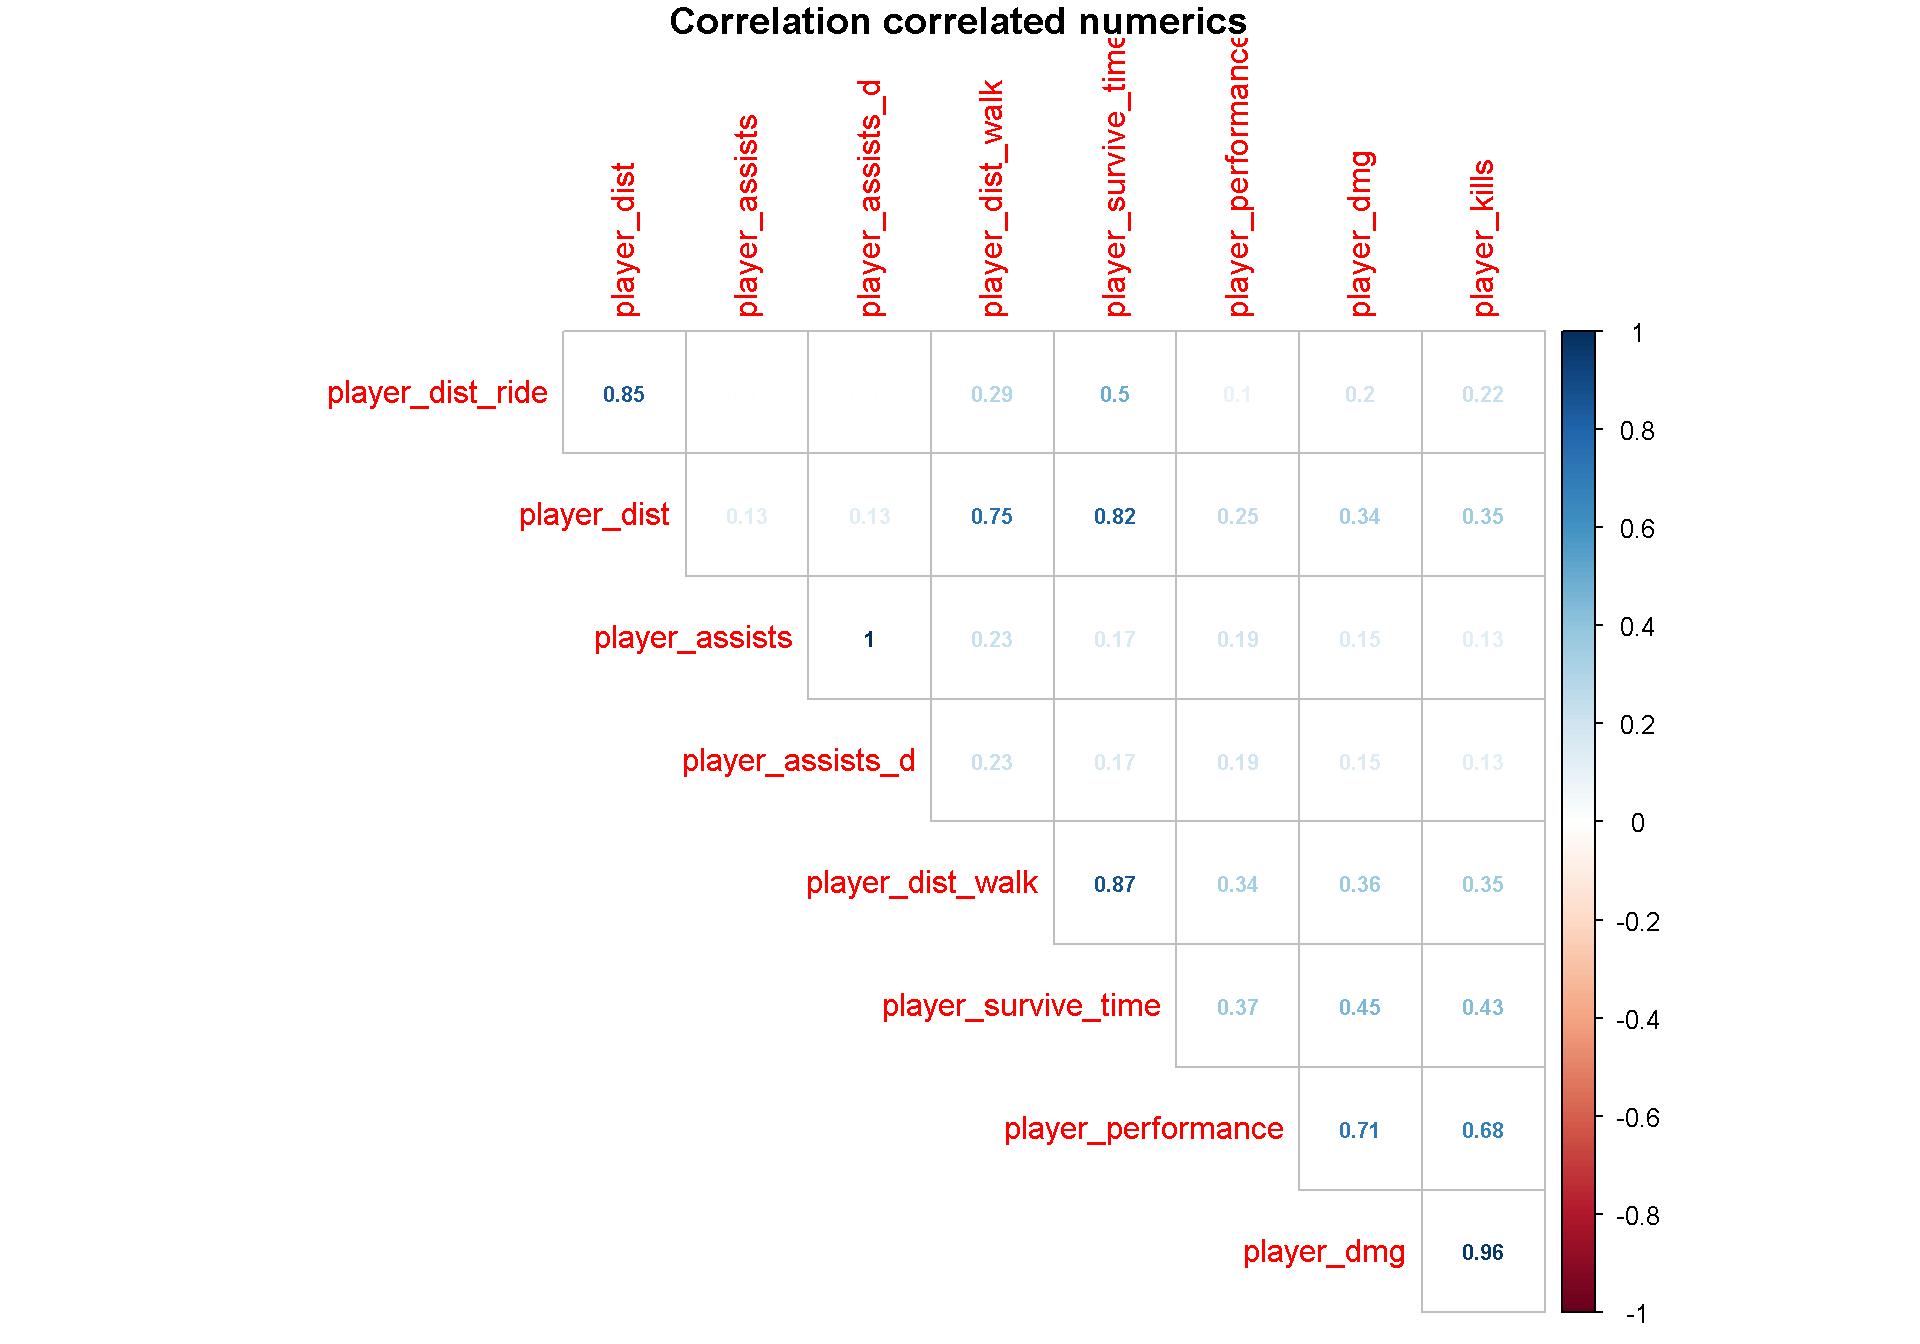 Correlation correlated numerics
player_dist
player_assists
player_assists_d
player_dist_walk
player_survive_time
player_performance
player_dmg
player_kills
player_dist_ride 0.85 0.29 0.5 0.1 0.2 0.22
player_dist 0.13 0.13 0.75 0.82 0.25 0.34 0.35
player_assists 1 0.23 0.17 0.19 0.15 0.13
player_assists_d 0.23 0.17 0.19 0.15 0.13
player_dist_walk 0.87 0.34 0.36 0.35
player_survive_time 0.37 0.45 0.43
player_performance 0.71 0.68
player_dmg 0.96
1
0.8
0.6
0.4
0.2
0
-0.2
-0.4
-0.6
-0.8
-1